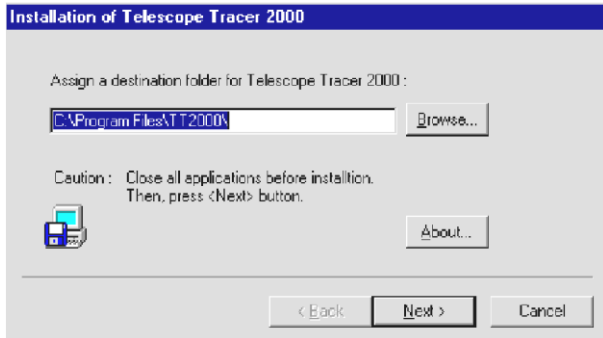 Installation of Telescope Tracer 2000
Assign a destination folder for Telescope Tracer 2000 :
C:\Program Files\TT2000\
Browse...
Caution : Close all applications before installtion.
Then, press <Next> button.
About...
< Back Next > Cancel